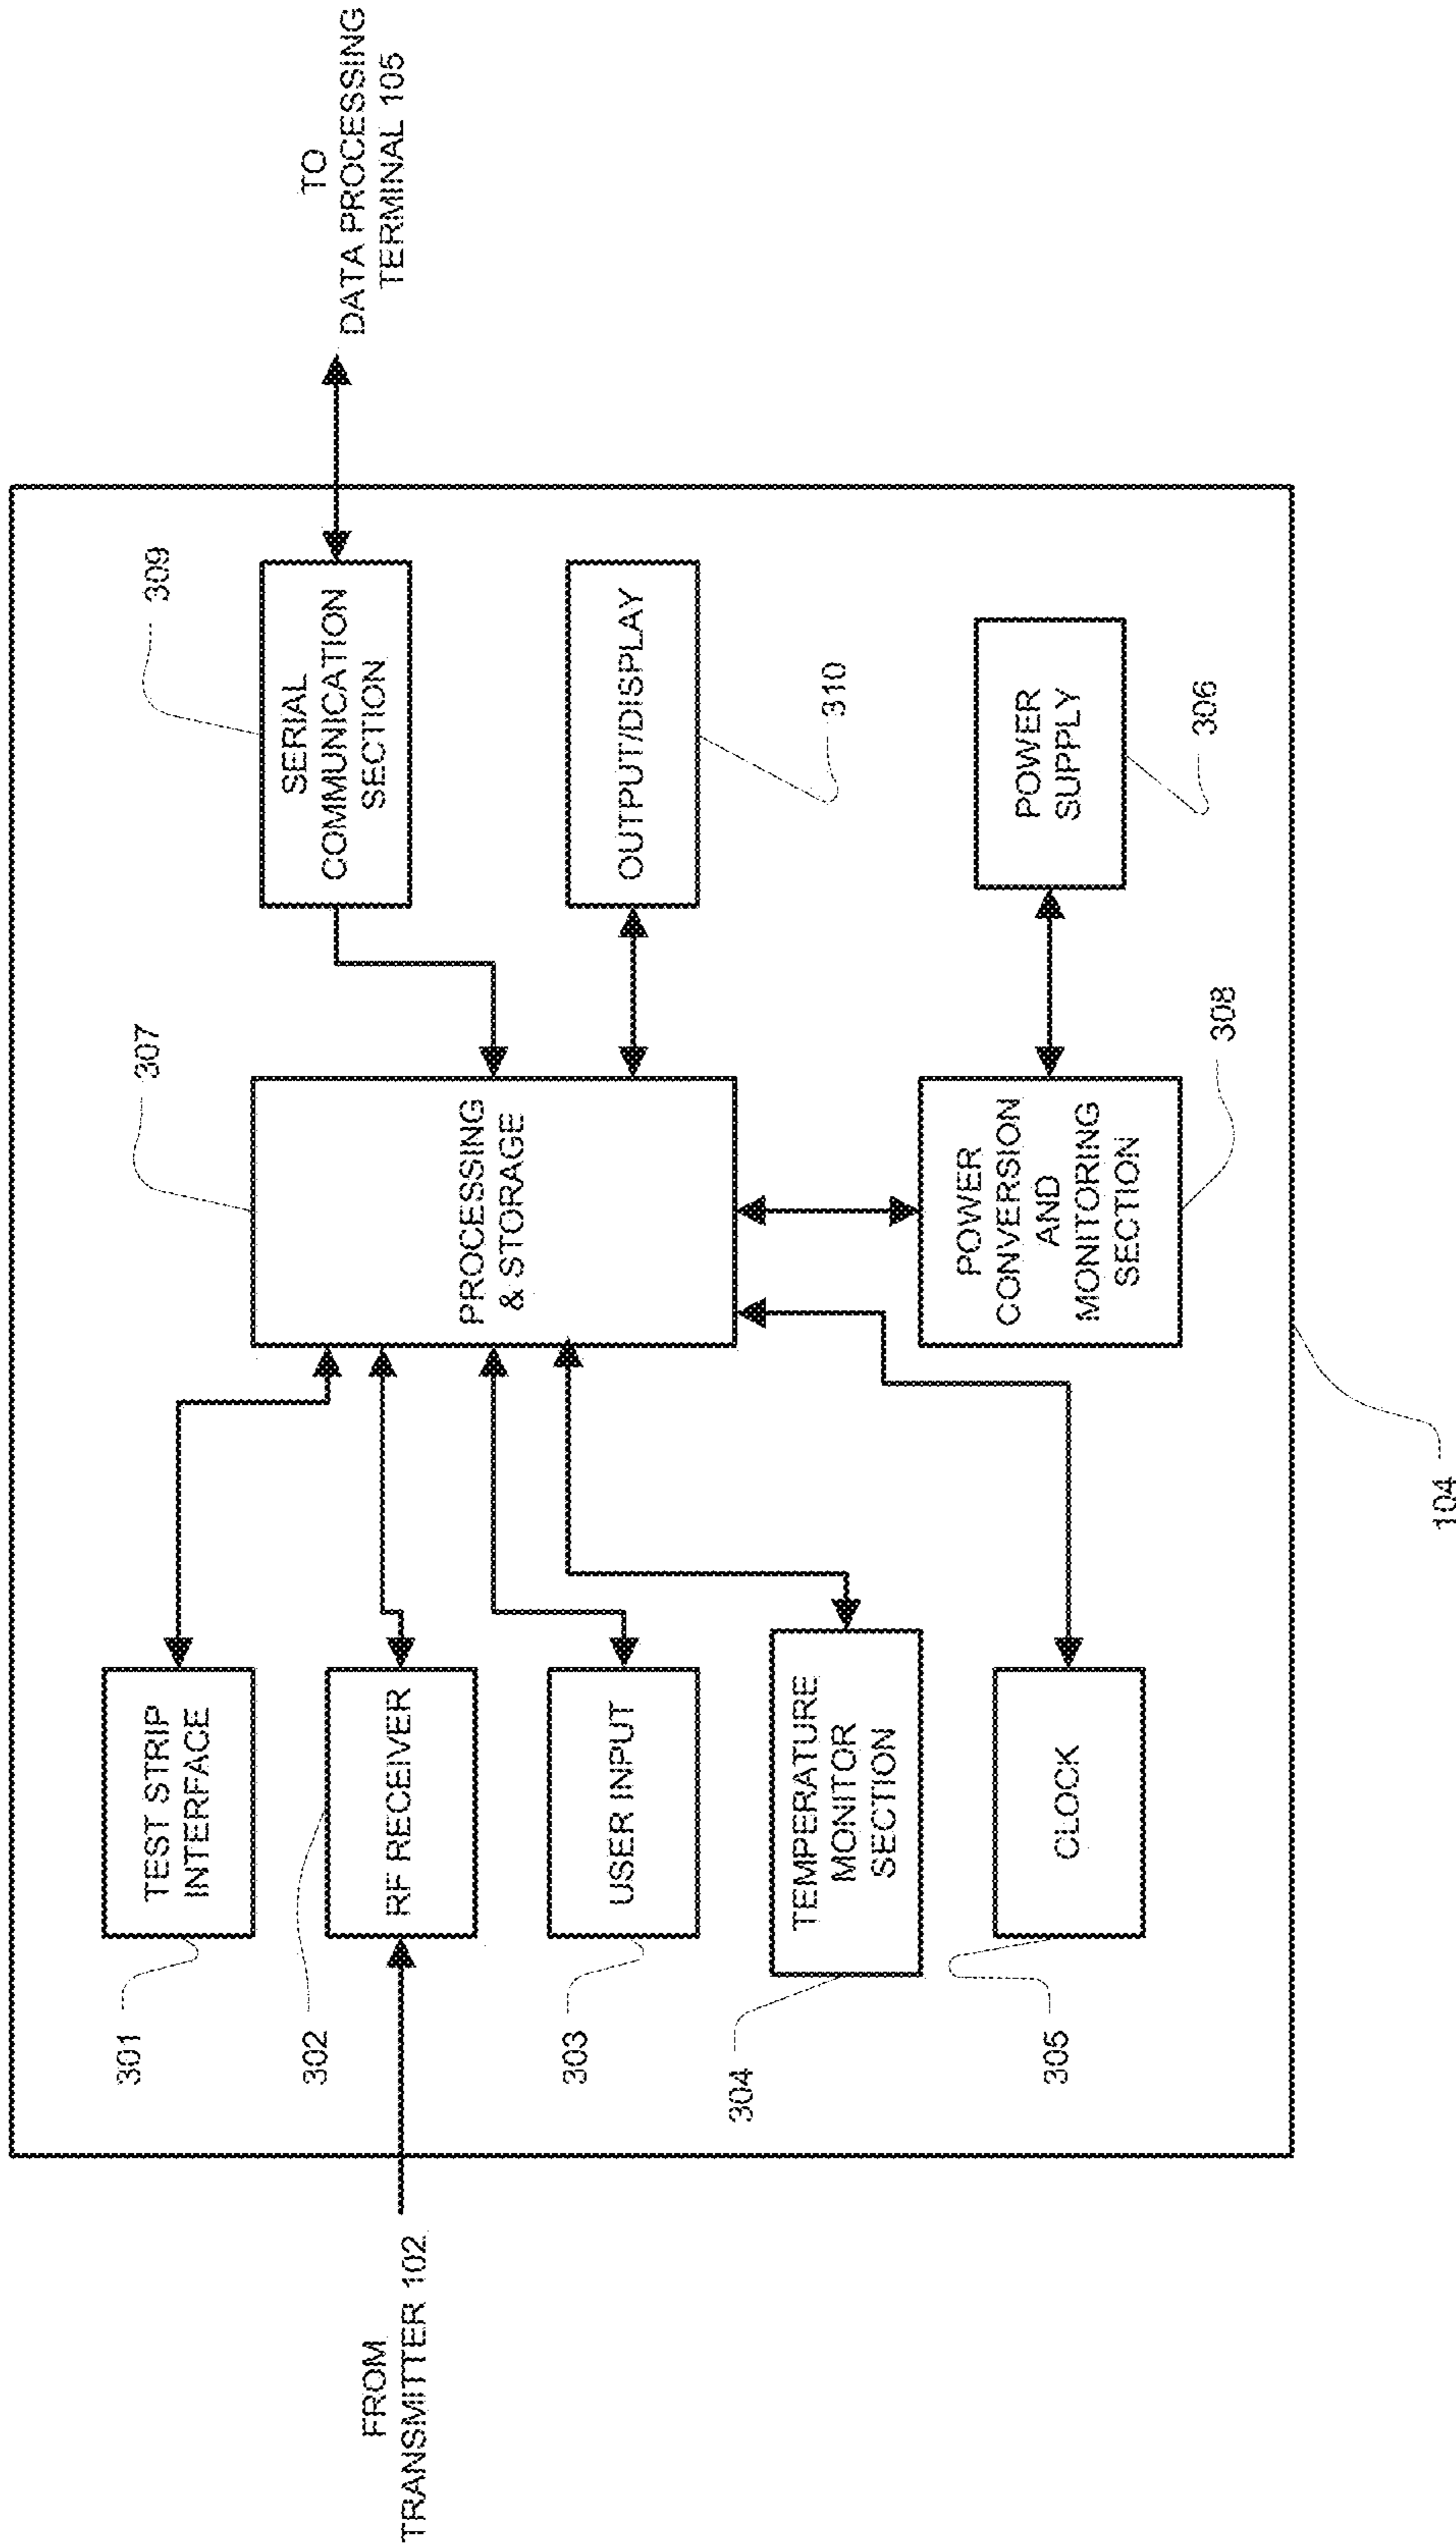 FROM
TRANSMITTER 102
301
TEST STRIP
INTERFACE
302
RF RECEIVER
303
USER INPUT
304
TEMPERATURE
MONITOR
SECTION
305
CLOCK
307
PROCESSING
& STORAGE
POWER
CONVERSION
AND
MONITORING
SECTION
308
309
SERIAL
COMMUNICATION
SECTION
OUTPUT/DISPLAY
310
POWER
SUPPLY
306
TO
DATA PROCESSING
TERMINAL 105
104